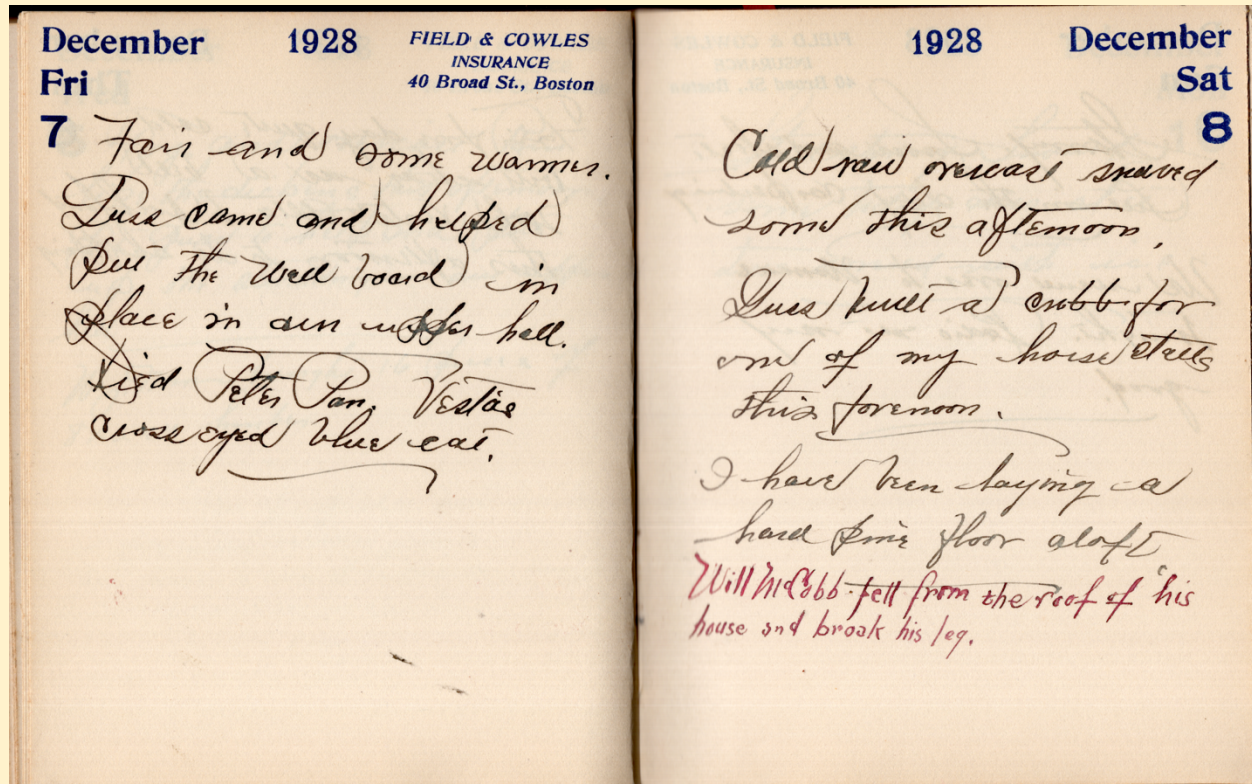 December 1928
Fri
7
FIELD & COWLES
INSURANCE
40 Broad St., Boston
Fair and some warmer.
Guss came and helped
put the wall board in
place in our upper hall.
Died Peter Pan. Vestas
cross eyed blue cat.
1928 December
Sat
8
Cold raw overcast snowed
some this afternoon.
Guss built a cribb for
one of my horse stalls
this forenoon.
I have been laying a
hard pine floor aloft
Will McCobb fell from the roof of his
house and broak his leg.